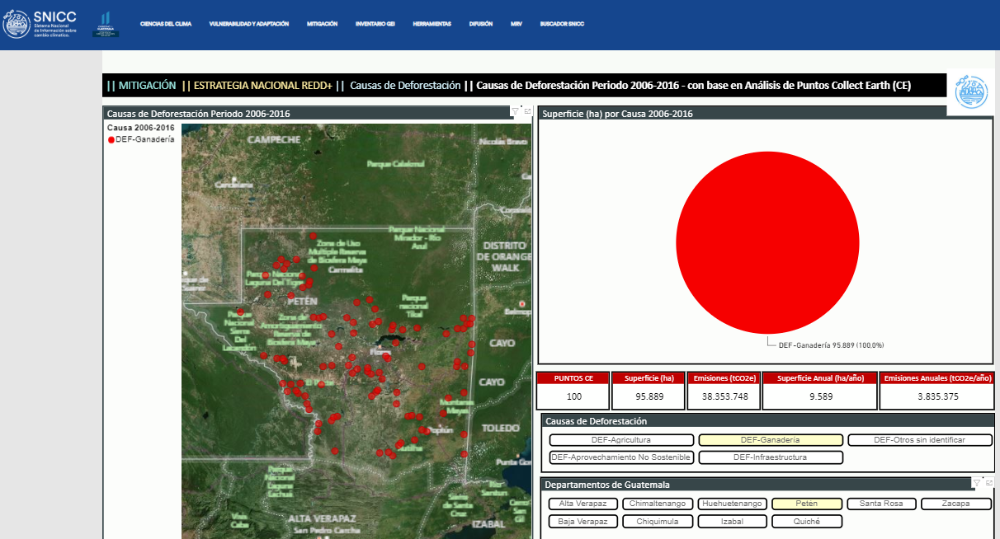 SNICC
Sistema Nacional
de Información sobre
cambio climático.
CIENCIAS DEL CLIMA VULNERABILIDAD Y ADAPTACIÓN MITIGACIÓN INVENTARIO GEI HERRAMIENTAS DIFUSIÓN MRV BUSCADOR SNICC
|| MITIGACIÓN || ESTRATEGIA NACIONAL REDD+ || Causas de Deforestación || Causas de Deforestación Periodo 2006-2016 - con base en Análisis de Puntos Collect Earth (CE)
Causas de Deforestación Periodo 2006-2016
Causa 2006-2016
DEF-Ganadería
CAMPECHE
Nicolás Bravo
Parque Calakmul
Candelaria
Parque Nacional
Mirador - Río
Azul
Zona de Uso
Multiple Reserva
de Biosfera Maya
Carmelita
DISTRITO
DE ORANGE
WALK
Parque Nacional
Laguna Del Tigre
PETÉN
Parque
nacional
Tikal
Parque
Nacional
Sierra
Del
Lacandón
Zona de
Amortiguamiento
Reserva de
Biosfera Maya
CAYO
Flores
CAYO
Montañas
Mayas
TOLEDO
Poptún
Parque
Nacional
Laguna
Lachuá
Sierra
de Santa
Cruz
ALTA VERAPAZ
San Pedro Carcha
IZABAL
Superficie (ha) por Causa 2006-2016
DEF-Ganadería 95.889 (100,0%)
PUNTOS CE
100
Superficie (ha)
95.889
Emisiones (tCO2e)
38.353.748
Superficie Anual (ha/año)
9.589
Emisiones Anuales (tCO2e/año)
3.835.375
Causas de Deforestación
DEF-Agricultura DEF-Ganadería DEF-Otros sin identificar
DEF-Aprovechamiento No Sostenible DEF-Infraestructura
Departamentos de Guatemala
Alta Verapaz Chimaltenango Huehuetenango Petén Santa Rosa Zacapa
Baja Verapaz Chiquimula Izabal Quiché